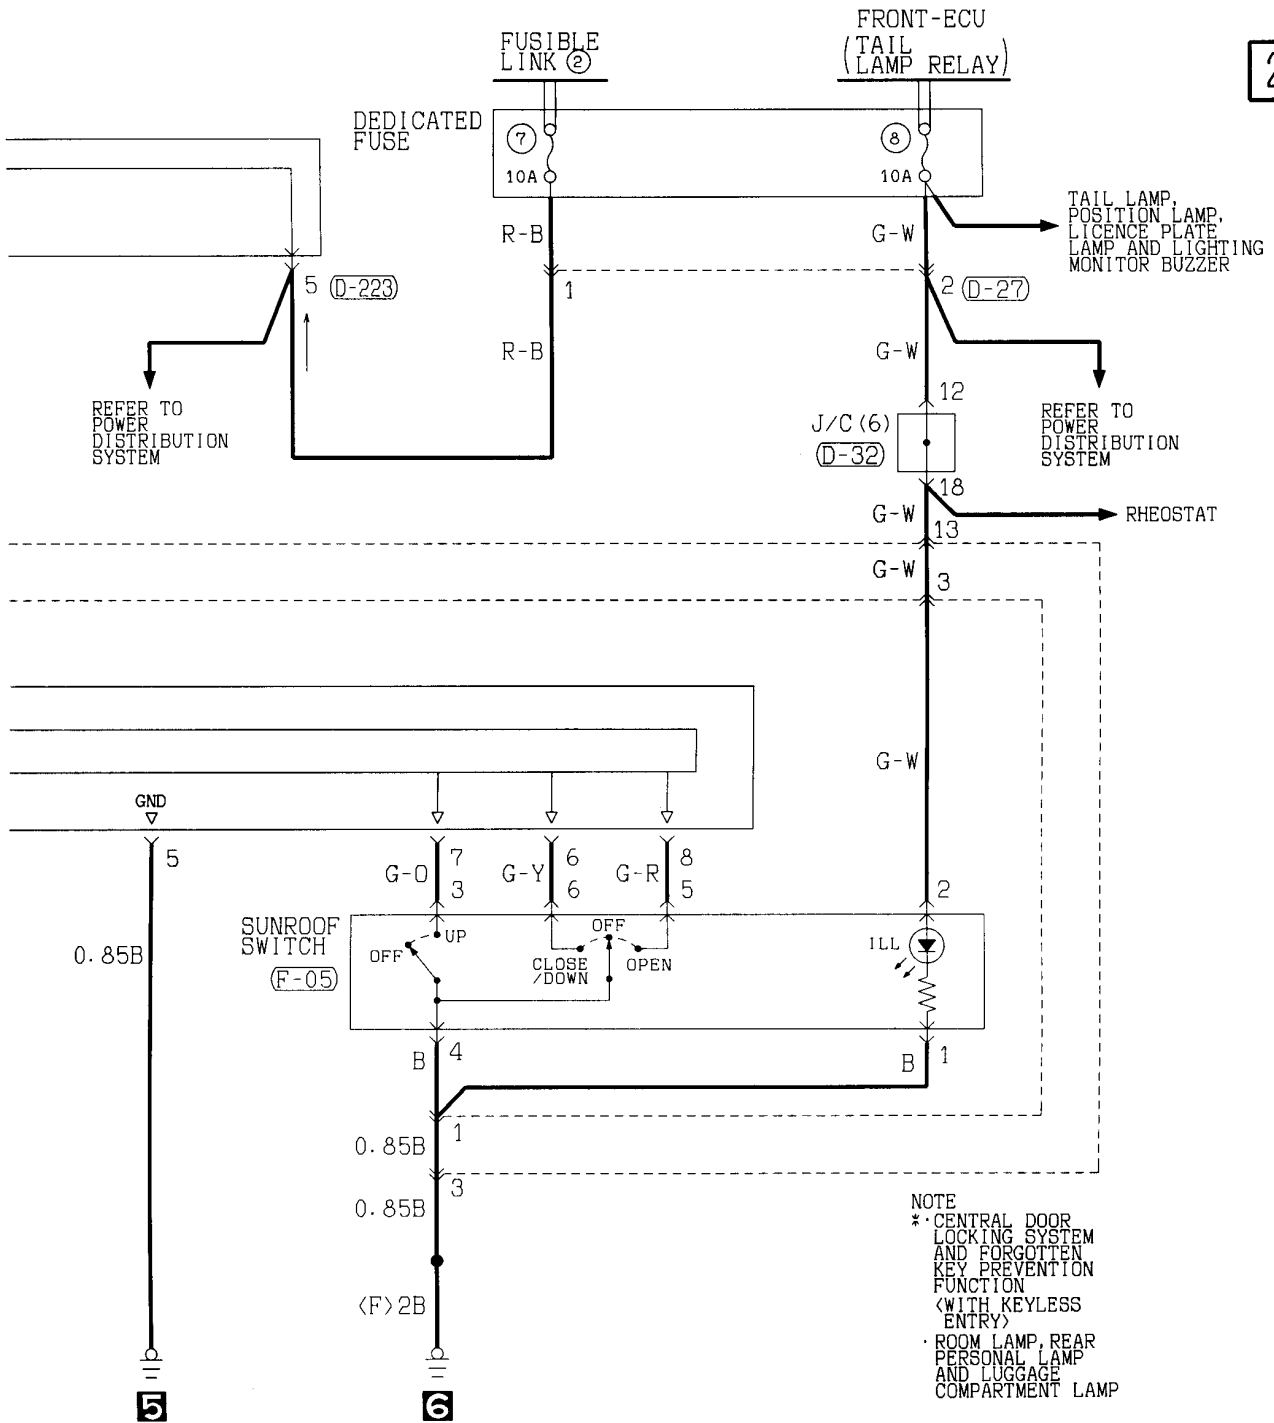 FRONT-ECU
(TAIL
LAMP RELAY)
FUSIBLE
LINK ②
DEDICATED
FUSE
7
10A
8
10A
TAIL LAMP,
POSITION LAMP,
LICENCE PLATE
LAMP AND LIGHTING
MONITOR BUZZER
R-B
G-W
5 (D-223)
1
2 (D-27)
R-B
G-W
REFER TO
POWER
DISTRIBUTION
SYSTEM
12
J/C(6)
(D-32)
REFER TO
POWER
DISTRIBUTION
SYSTEM
18
G-W
RHEOSTAT
13
G-W
3
G-W
GND
5
G-O
7
3
G-Y
6
6
G-R
8
5
2
SUNROOF
SWITCH
(F-05)
OFF
UP
OFF
CLOSE
/DOWN
OPEN
ILL
0.85B
B
4
B
1
0.85B
1
0.85B
3
<F>2B
5
6
NOTE
*·CENTRAL DOOR
LOCKING SYSTEM
AND FORGOTTEN
KEY PREVENTION
FUNCTION
<WITH KEYLESS
ENTRY>
·ROOM LAMP, REAR
PERSONAL LAMP
AND LUGGAGE
COMPARTMENT LAMP